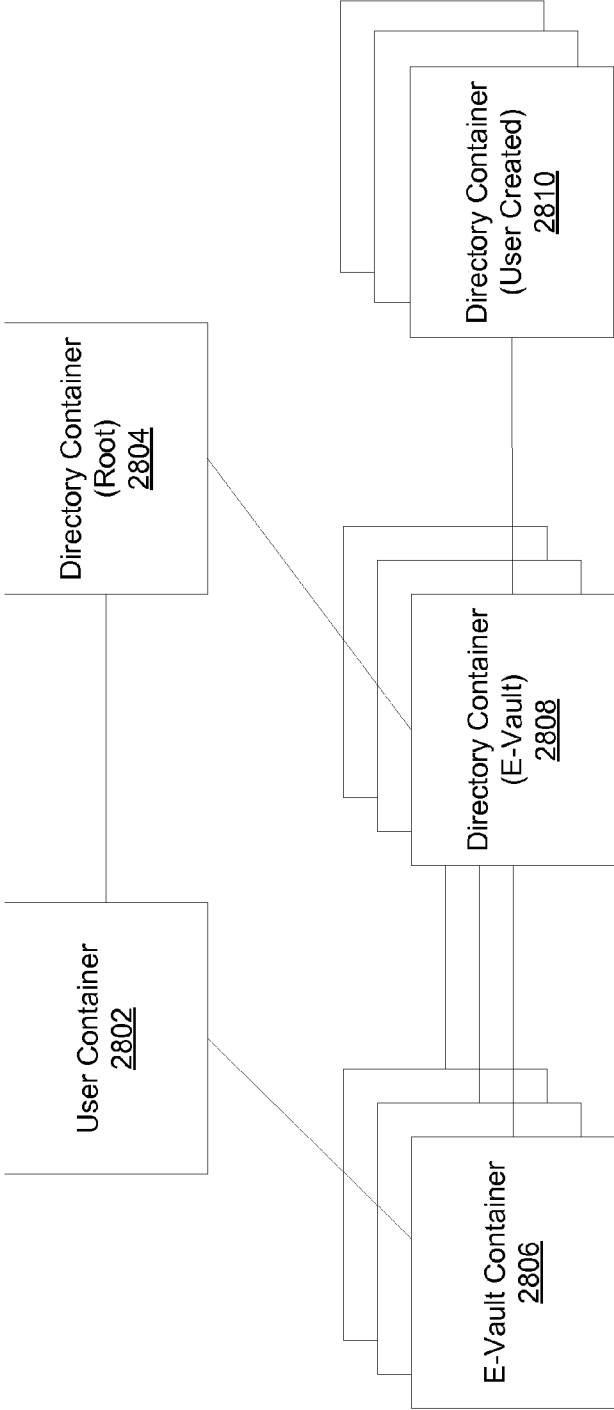 User Container
2802
Directory Container
(Root)
2804
E-Vault Container
2806
Directory Container
(E-Vault)
2808
Directory Container
(User Created)
2810